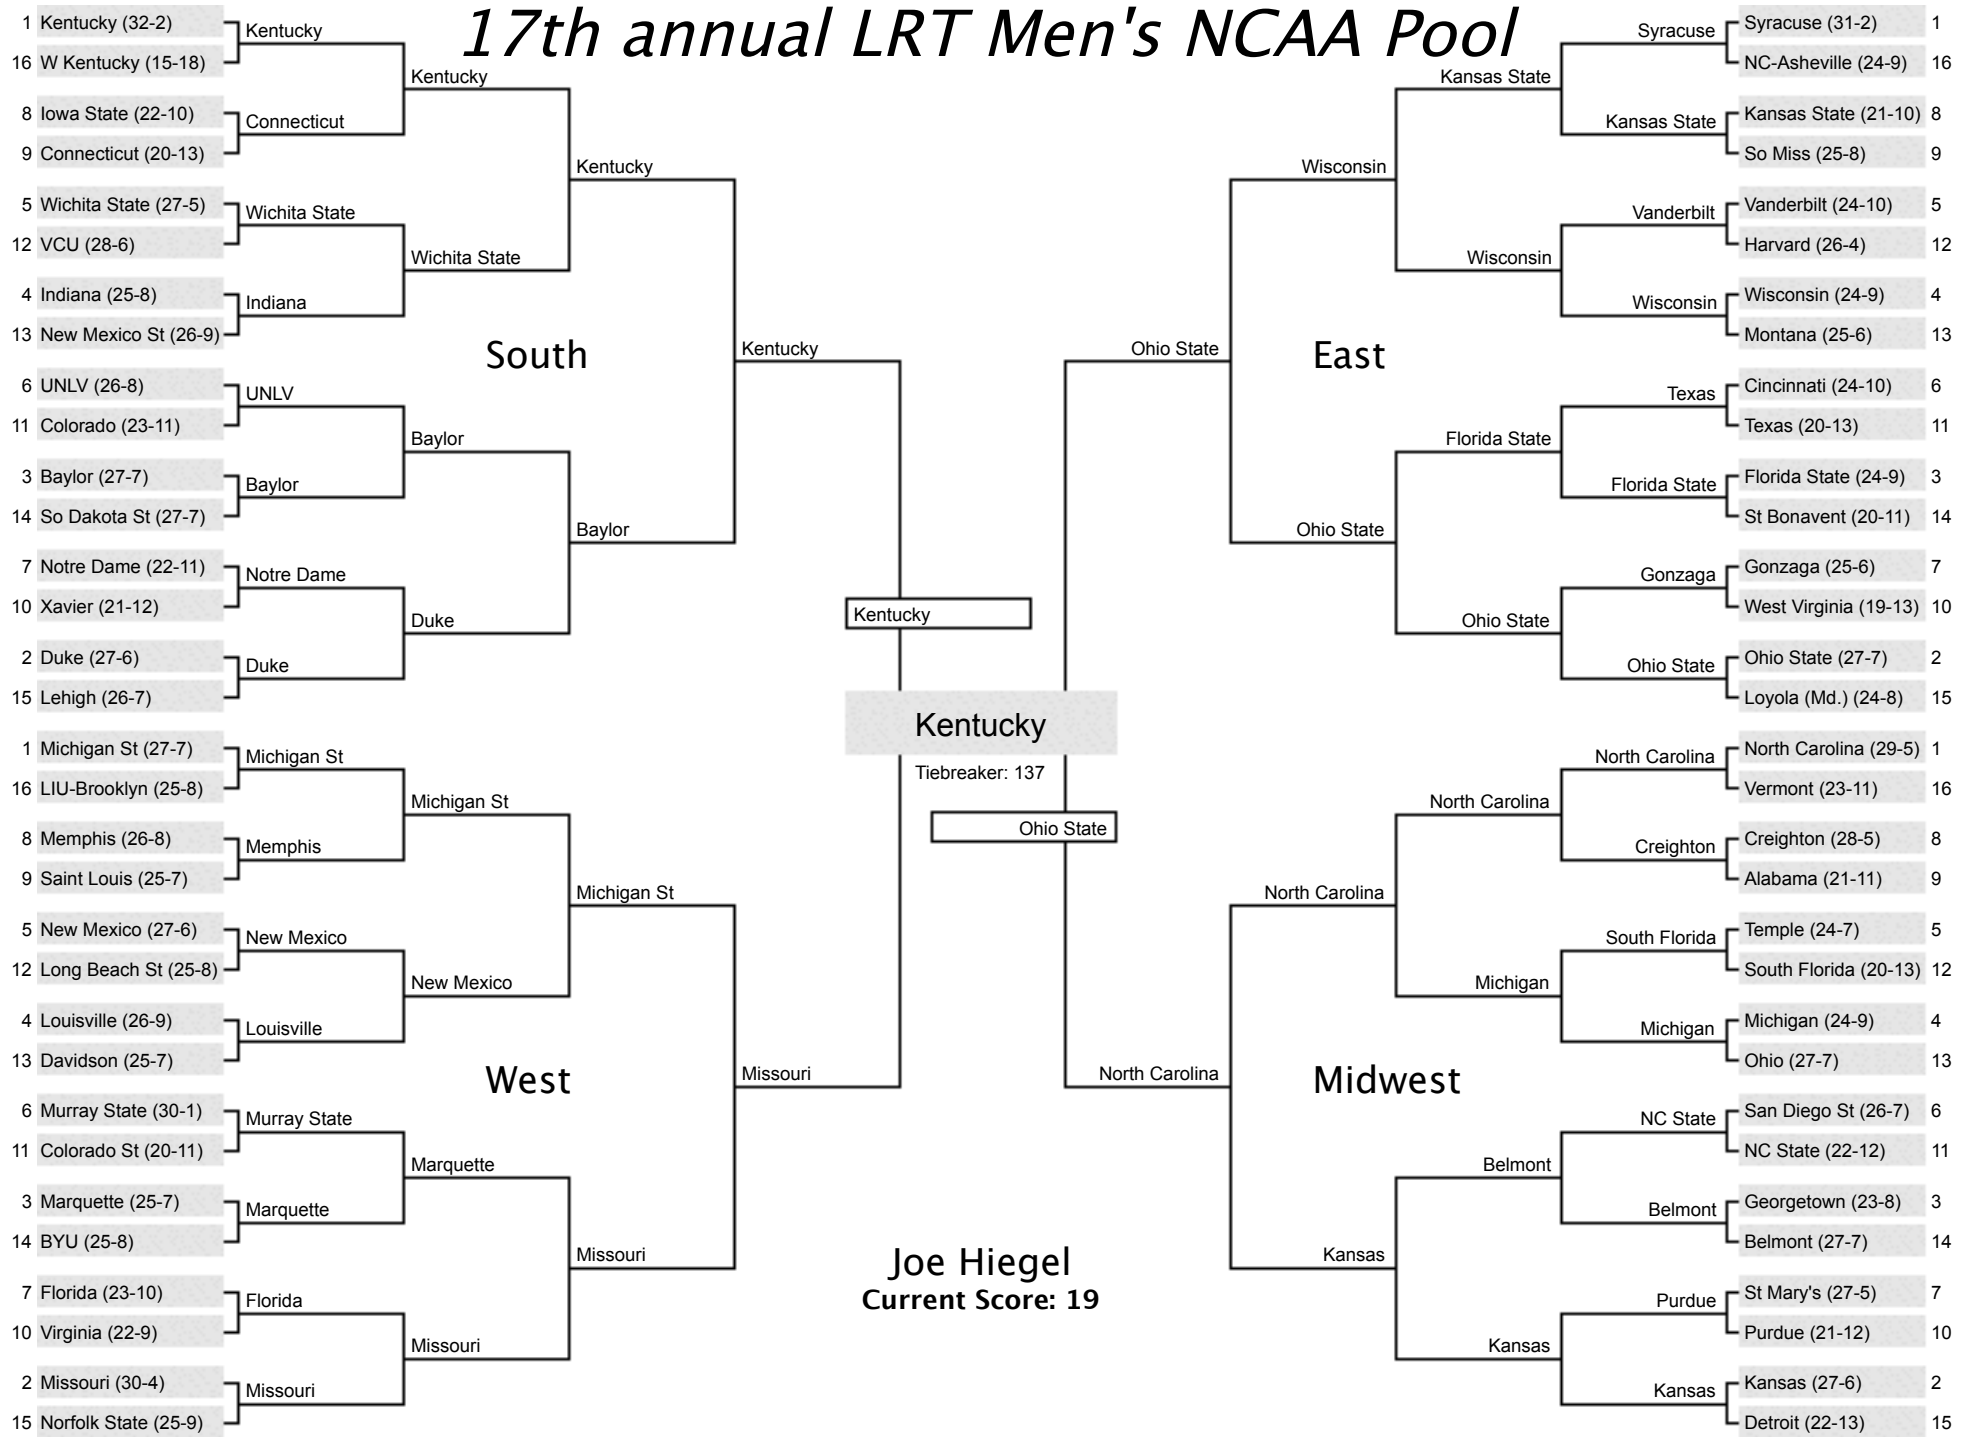 17th annual LRT Men's NCAA Pool
1 Kentucky (32-2)
16 W Kentucky (15-18)
8 Iowa State (22-10)
9 Connecticut (20-13)
5 Wichita State (27-5)
12 VCU (28-6)
4 Indiana (25-8)
13 New Mexico St (26-9)
6 UNLV (26-8)
11 Colorado (23-11)
3 Baylor (27-7)
14 So Dakota St (27-7)
7 Notre Dame (22-11)
10 Xavier (21-12)
2 Duke (27-6)
15 Lehigh (26-7)
Kentucky
Connecticut
Wichita State
Indiana
UNLV
Baylor
Notre Dame
Duke
Kentucky
Wichita State
Baylor
Duke
Kentucky
Baylor
Kentucky
South
1 Michigan St (27-7)
16 LIU-Brooklyn (25-8)
8 Memphis (26-8)
9 Saint Louis (25-7)
5 New Mexico (27-6)
12 Long Beach St (25-8)
4 Louisville (26-9)
13 Davidson (25-7)
6 Murray State (30-1)
11 Colorado St (20-11)
3 Marquette (25-7)
14 BYU (25-8)
7 Florida (23-10)
10 Virginia (22-9)
2 Missouri (30-4)
15 Norfolk State (25-9)
Michigan St
Memphis
New Mexico
Louisville
Murray State
Marquette
Florida
Missouri
Michigan St
New Mexico
Marquette
Missouri
Michigan St
Missouri
Missouri
West
Kentucky
Kentucky
Tiebreaker: 137
Ohio State
Joe Hiegel
Current Score: 19
Syracuse (31-2) 1
NC-Asheville (24-9) 16
Kansas State (21-10) 8
So Miss (25-8) 9
Vanderbilt (24-10) 5
Harvard (26-4) 12
Wisconsin (24-9) 4
Montana (25-6) 13
Cincinnati (24-10) 6
Texas (20-13) 11
Florida State (24-9) 3
St Bonavent (20-11) 14
Gonzaga (25-6) 7
West Virginia (19-13) 10
Ohio State (27-7) 2
Loyola (Md.) (24-8) 15
Syracuse
Kansas State
Vanderbilt
Wisconsin
Texas
Florida State
Gonzaga
Ohio State
Kansas State
Wisconsin
Florida State
Ohio State
Wisconsin
Ohio State
Ohio State
East
North Carolina (29-5) 1
Vermont (23-11) 16
Creighton (28-5) 8
Alabama (21-11) 9
Temple (24-7) 5
South Florida (20-13) 12
Michigan (24-9) 4
Ohio (27-7) 13
San Diego St (26-7) 6
NC State (22-12) 11
Georgetown (23-8) 3
Belmont (27-7) 14
St Mary's (27-5) 7
Purdue (21-12) 10
Kansas (27-6) 2
Detroit (22-13) 15
North Carolina
Creighton
South Florida
Michigan
NC State
Belmont
Purdue
Kansas
North Carolina
Michigan
Belmont
Kansas
North Carolina
Kansas
North Carolina
Midwest